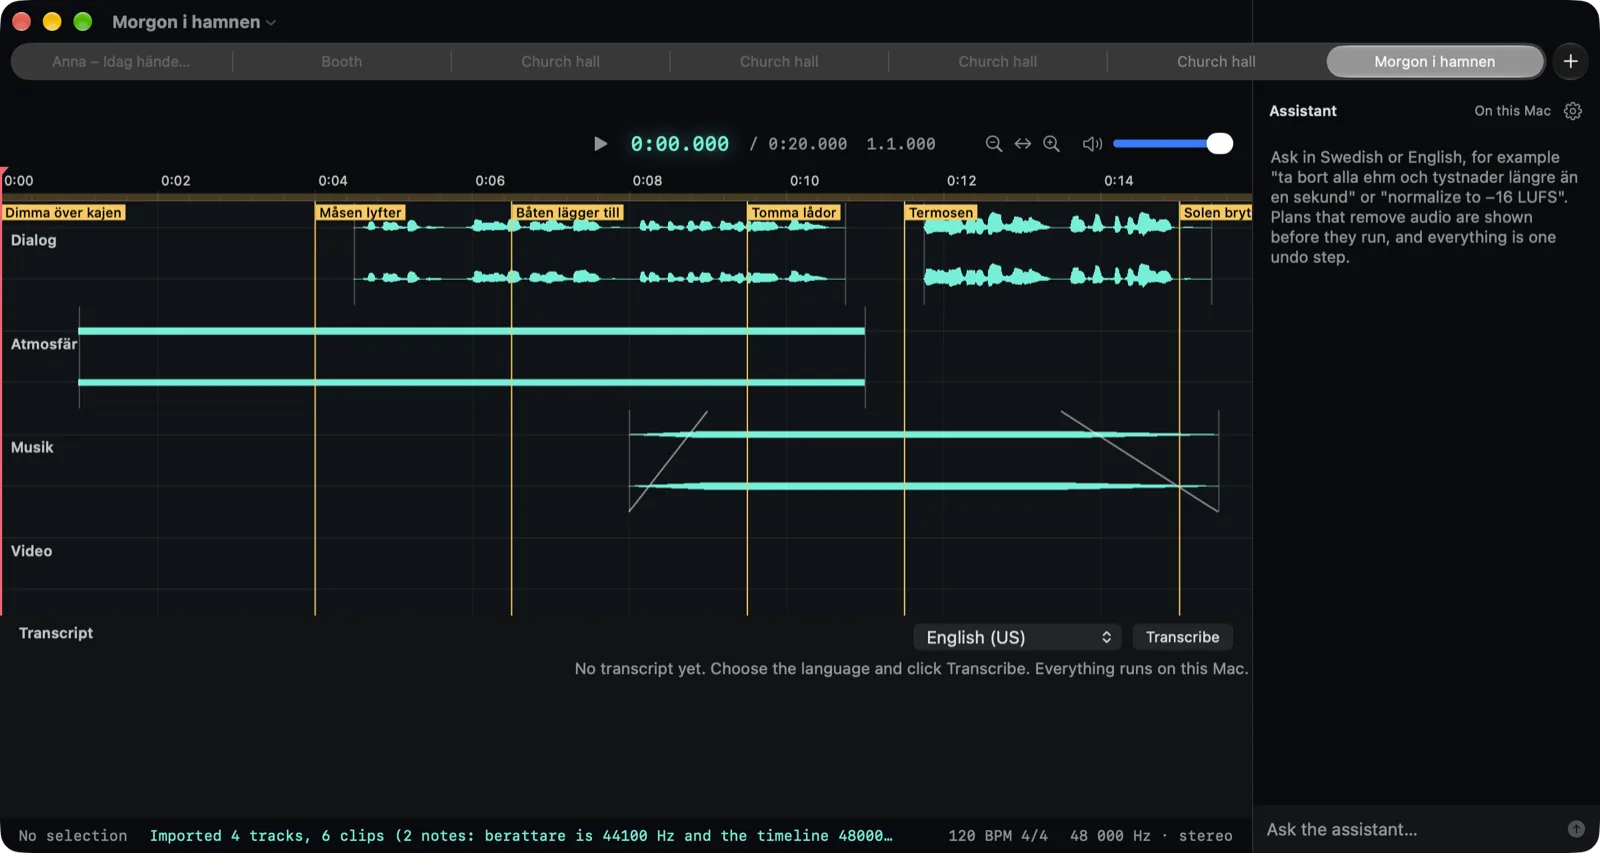 Morgon i hamnen
Anna – Idag hände...
Booth
Church hall
Church hall
Church hall
Church hall
Morgon i hamnen
0:00.000 / 0:20.000 1.1.000
0:00 0:02 0:04 0:06 0:08 0:10 0:12 0:14
Dimma över kajen
Måsen lyfter
Båten lägger till
Tomma lådor
Termosen
Solen bryt
Dialog
Atmosfär
Musik
Video
Transcript
English (US)
Transcribe
No transcript yet. Choose the language and click Transcribe. Everything runs on this Mac.
No selection
Imported 4 tracks, 6 clips (2 notes: berattare is 44100 Hz and the timeline 48000…
120 BPM 4/4
48 000 Hz · stereo
Assistant
On this Mac
Ask in Swedish or English, for example
"ta bort alla ehm och tystnader längre än
en sekund" or "normalize to −16 LUFS".
Plans that remove audio are shown
before they run, and everything is one
undo step.
Ask the assistant...